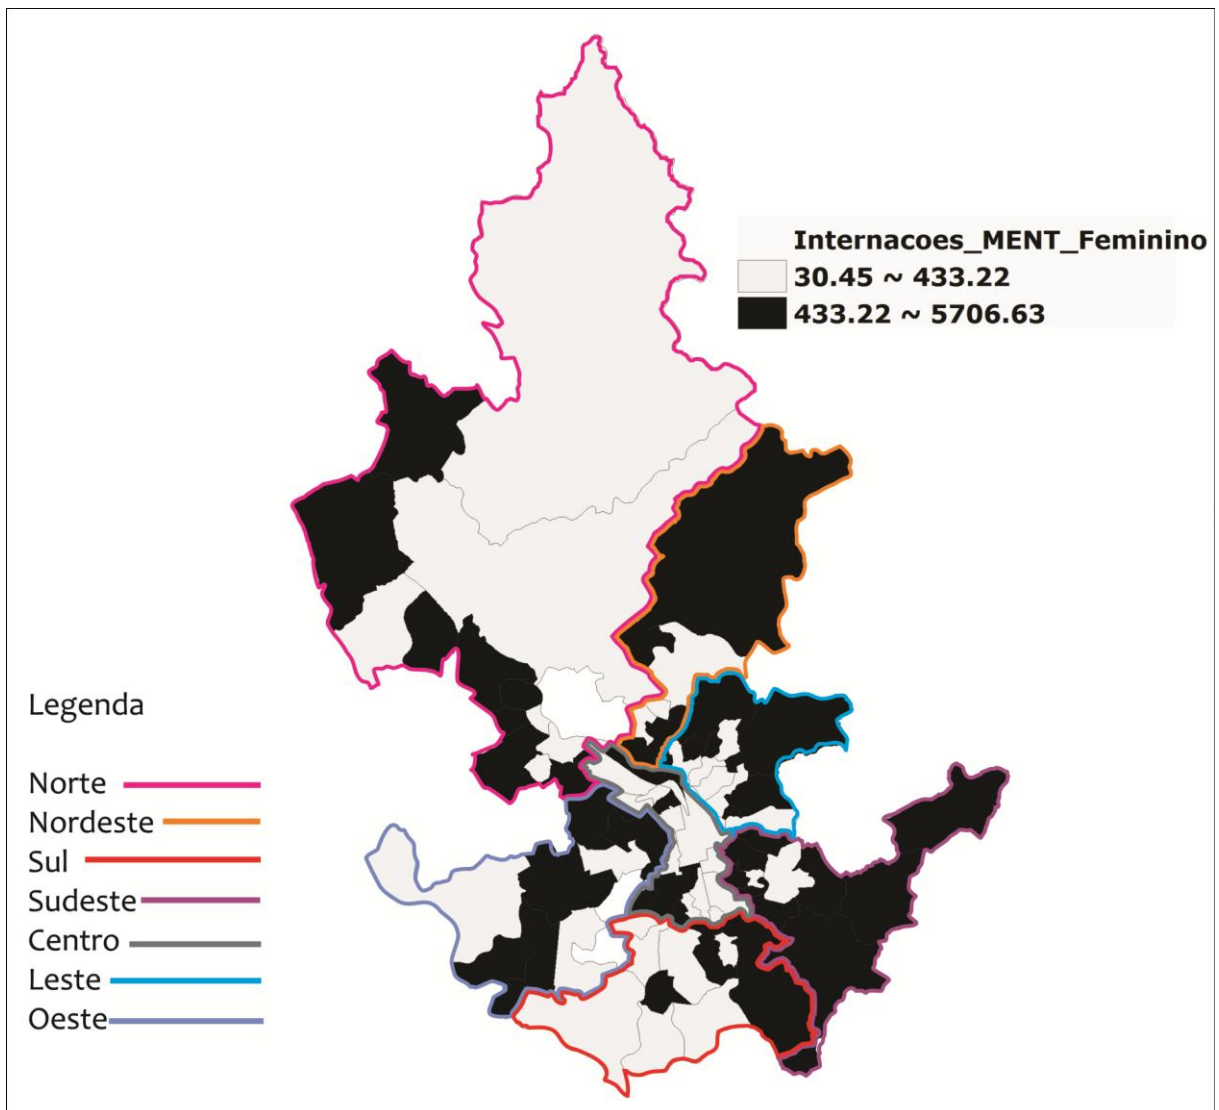 Internacoes_MENT_Feminino
30.45 ~ 433.22
433.22 ~ 5706.63
Legenda
Norte
Nordeste
Sul
Sudeste
Centro
Leste
Oeste